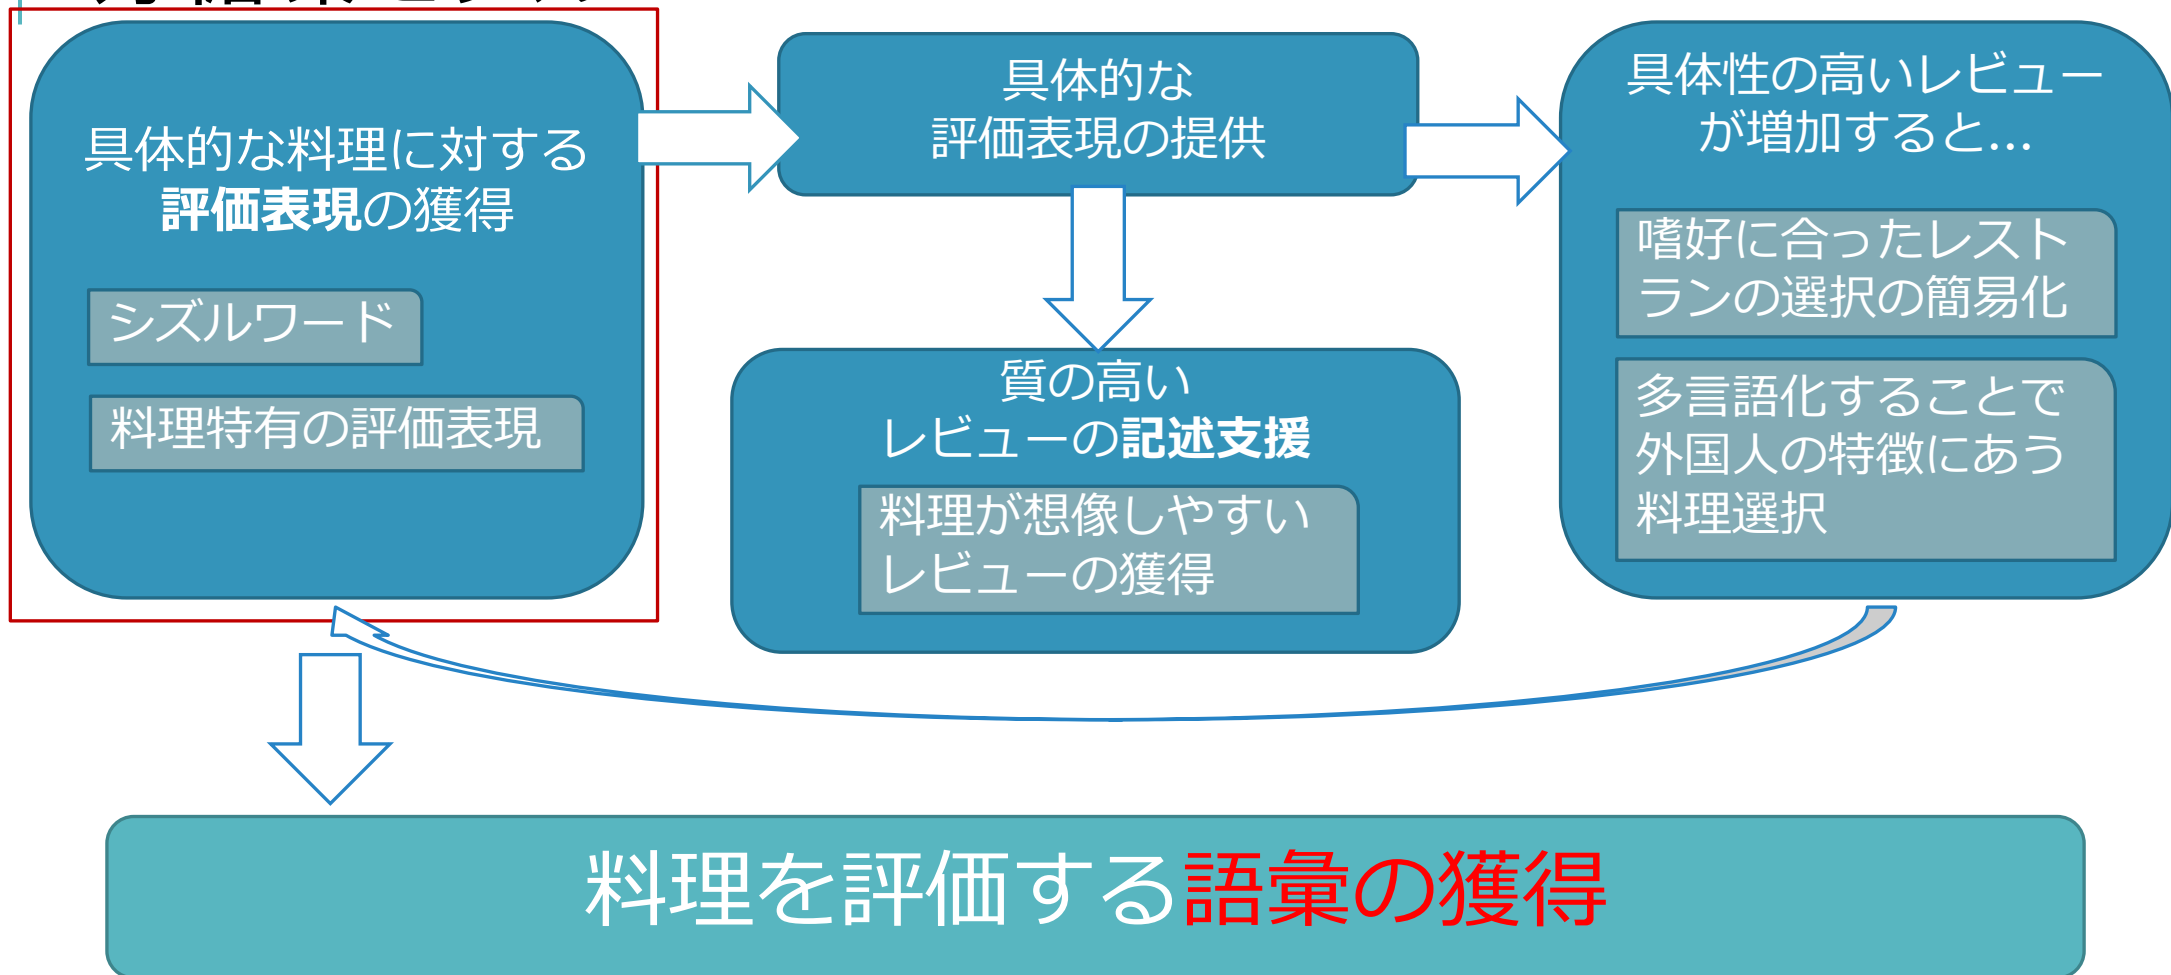 具体的な料理に対する
評価表現の獲得
シズルワード
料理特有の評価表現
具体的な
評価表現の提供
質の高い
レビューの記述支援
料理が想像しやすい
レビューの獲得
具体性の高いレビュー
が増加すると…
嗜好に合ったレスト
ランの選択の簡易化
多言語化することで
外国人の特徴にあう
料理選択
料理を評価する語彙の獲得